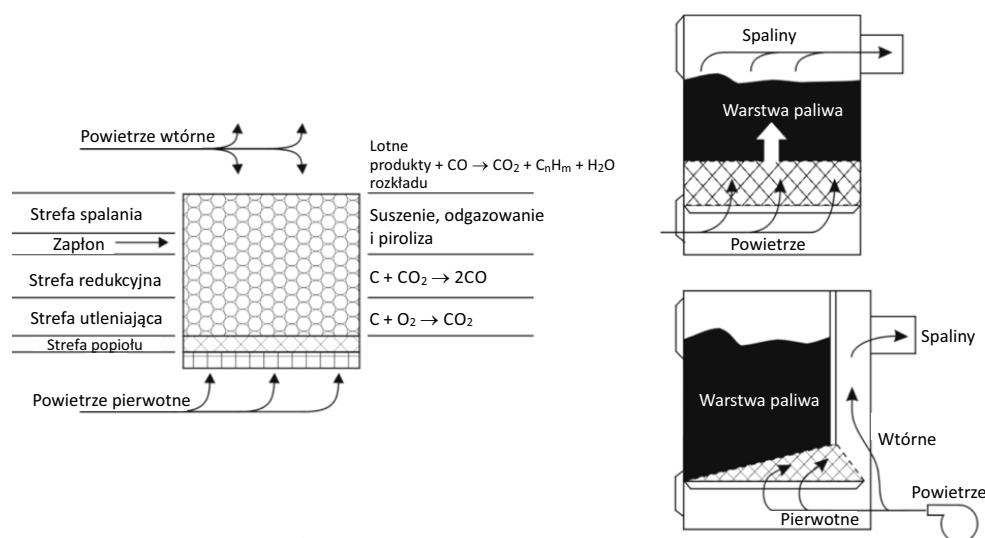 Powietrze wtórne
Lotne
produkty + CO → CO₂ + CₙHₘ + H₂O
rozkładu
Strefa spalania
Suszenie, odgazowanie
i piroliza
Zapłon
Strefa redukcyjna
C + CO₂ → 2CO
Strefa utleniająca
C + O₂ → CO₂
Strefa popiołu
Powietrze pierwotne
Spaliny
Warstwa paliwa
Powietrze
Spaliny
Warstwa paliwa
Wtórne
Powietrze
Pierwotne